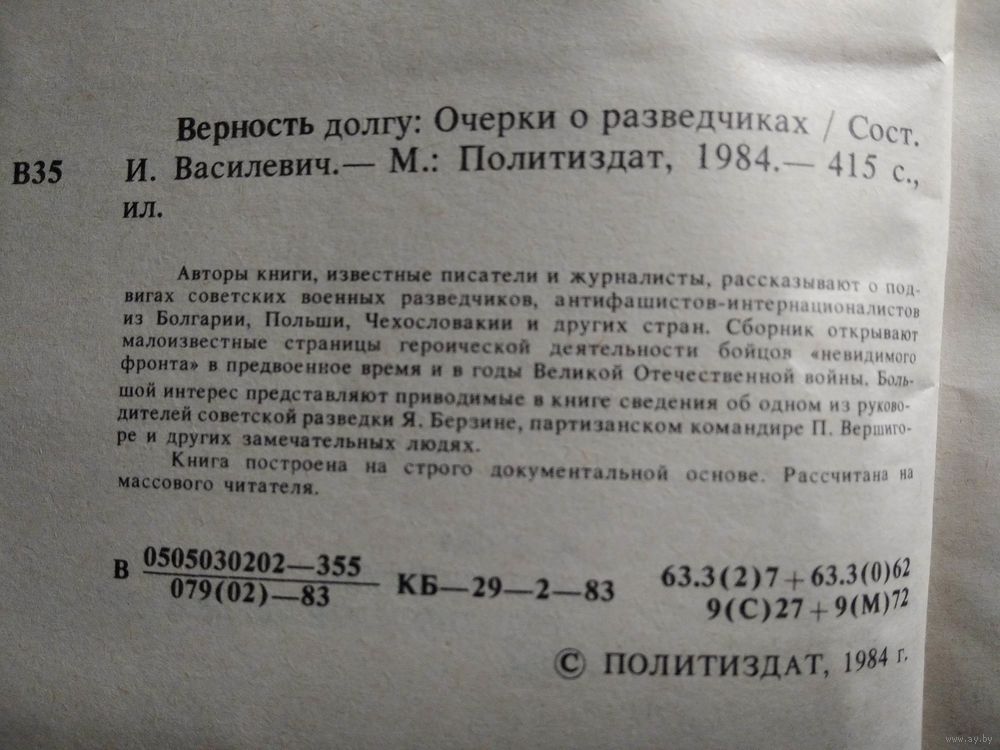 Верность долгу: Очерки о разведчиках / Сост.
В35 И. Василевич.— М.: Политиздат, 1984.— 415 с.,
ил.
Авторы книги, известные писатели и журналисты, рассказывают о под-
вигах советских военных разведчиков, антифашистов-интернационалистов
из Болгарии, Польши, Чехословакии и других стран. Сборник открывают
малоизвестные страницы героической деятельности бойцов «невидимого
фронта» в предвоенное время и в годы Великой Отечественной войны. Боль-
шой интерес представляют приводимые в книге сведения об одном из руково-
дителей советской разведки Я. Берзине, партизанском командире П. Вершиго-
ре и других замечательных людях.
Книга построена на строго документальной основе. Рассчитана на
массового читателя.
В 0505030202—355 КБ—29—2—83 63.3(2)7+63.3(0)62
079(02)—83 9(С)27+9(М)72
© ПОЛИТИЗДАТ, 1984 г.
www.ay.by